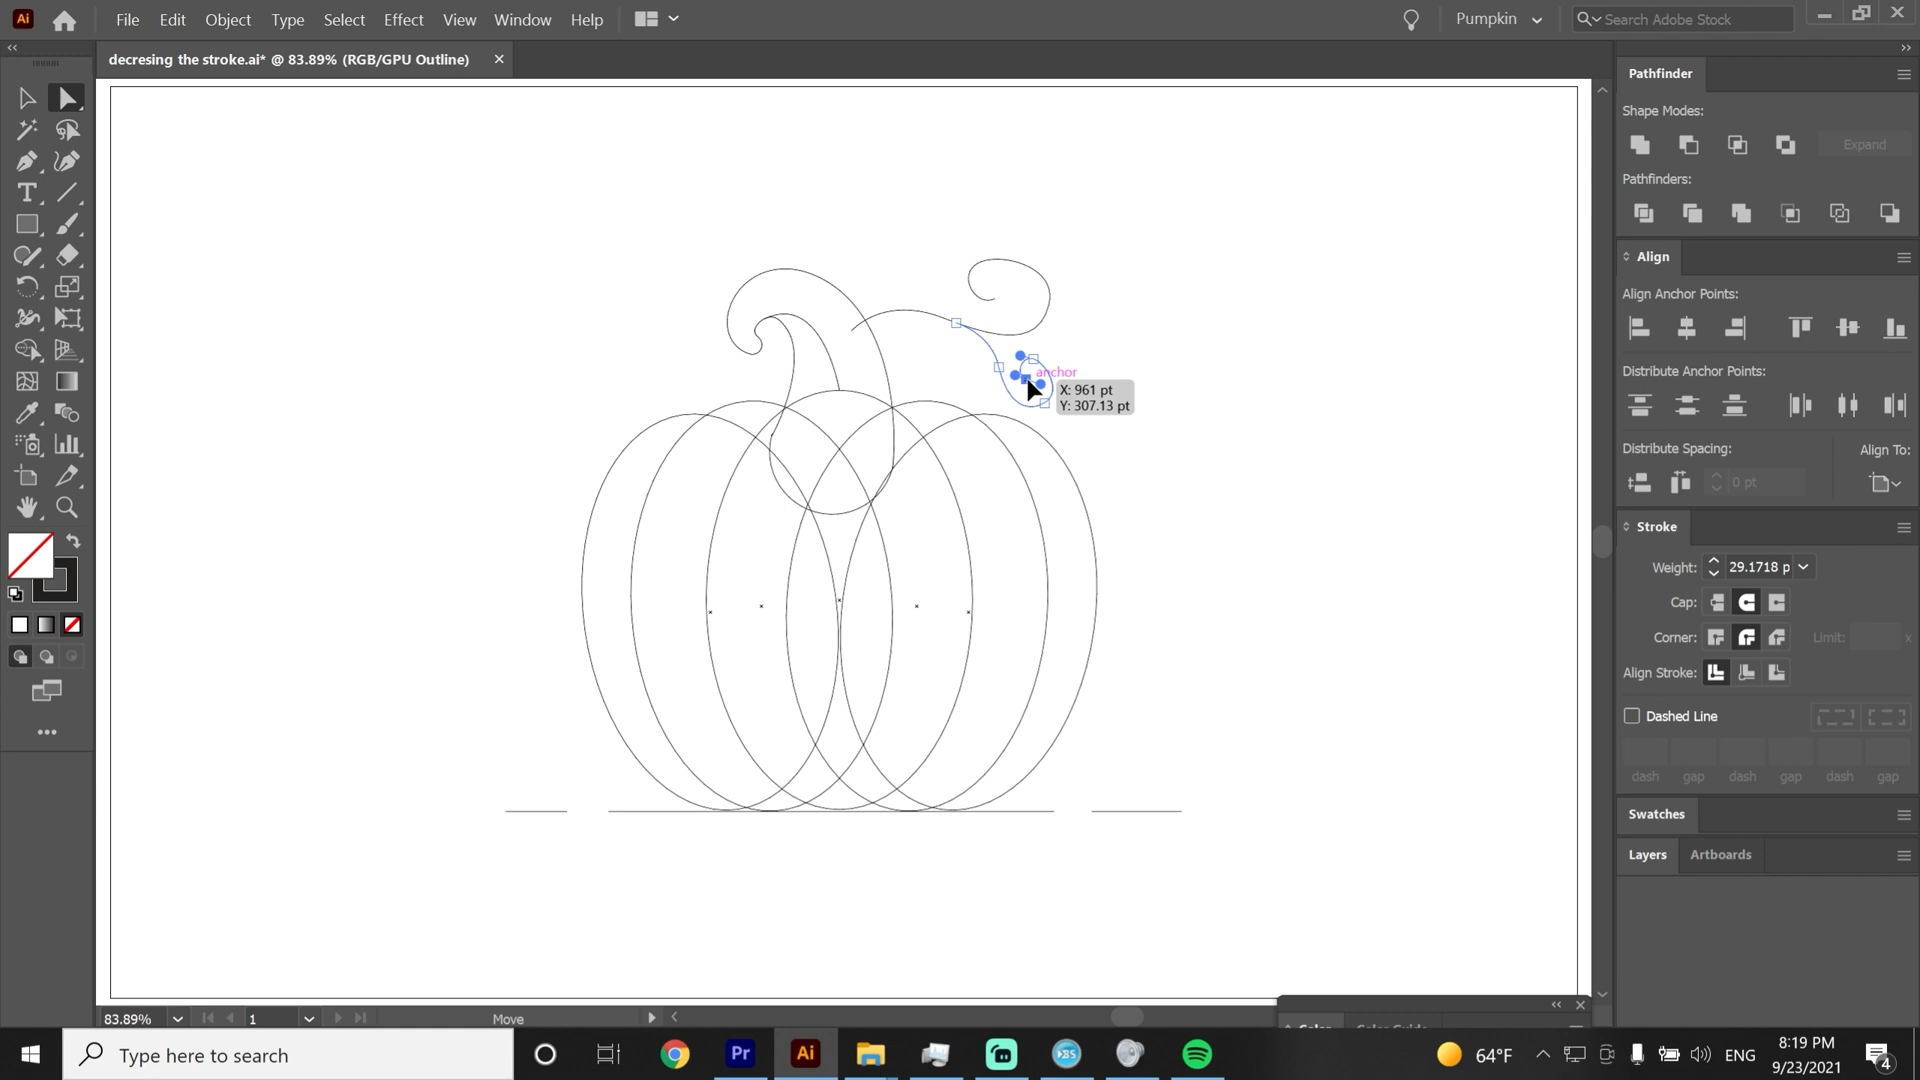 Ai File Edit Object Type Select Effect View Window Help Pumpkin Search Adobe Stock
decresing the stroke.ai* @ 83.89% (RGB/GPU Outline)
Pathfinder
Shape Modes:
Expand
Pathfinders:
Align
Align Anchor Points:
Distribute Anchor Points:
Distribute Spacing:
Align To:
0 pt
Stroke
Weight: 29.1718 p
Cap:
Corner:
Limit: x
Align Stroke:
Dashed Line
dash gap dash gap dash gap
Swatches
Layers Artboards
anchor
X: 961 pt
Y: 307.13 pt
T
83.89% 1 Move
Type here to search
Pr Ai
64°F
ENG
8:19 PM
9/23/2021
4